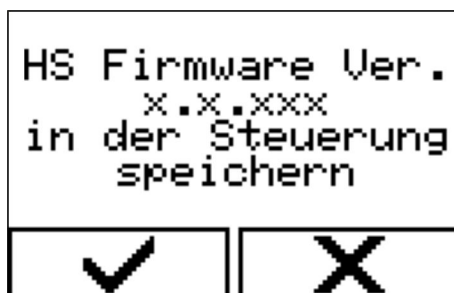 HS Firmware Ver.
x.x.xxx
in der Steuerung
speichern